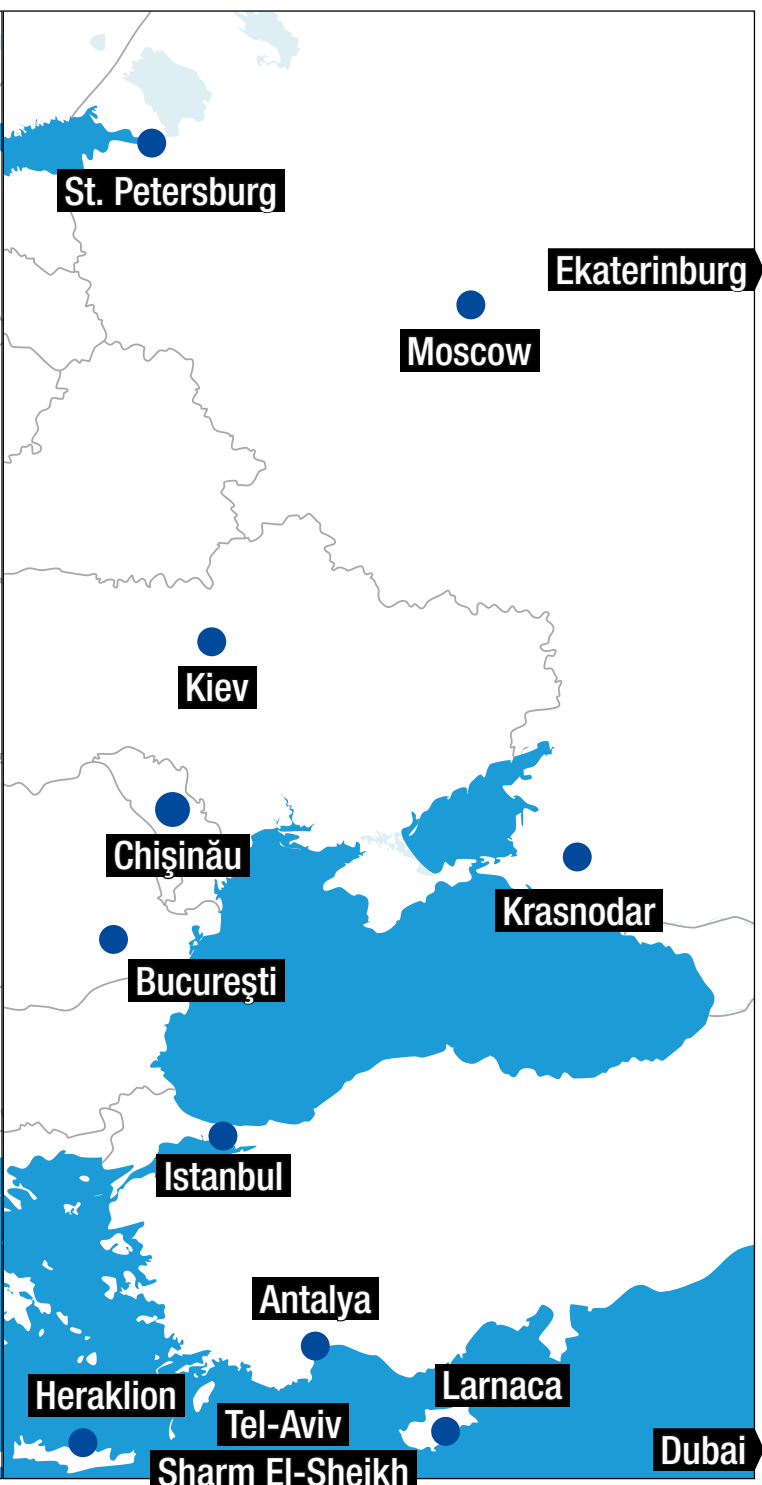 St. Petersburg
Ekaterinburg
Moscow
Kiev
Chişinău
Krasnodar
Bucureşti
Istanbul
Antalya
Larnaca
Heraklion
Tel-Aviv
Dubai
Sharm El-Sheikh